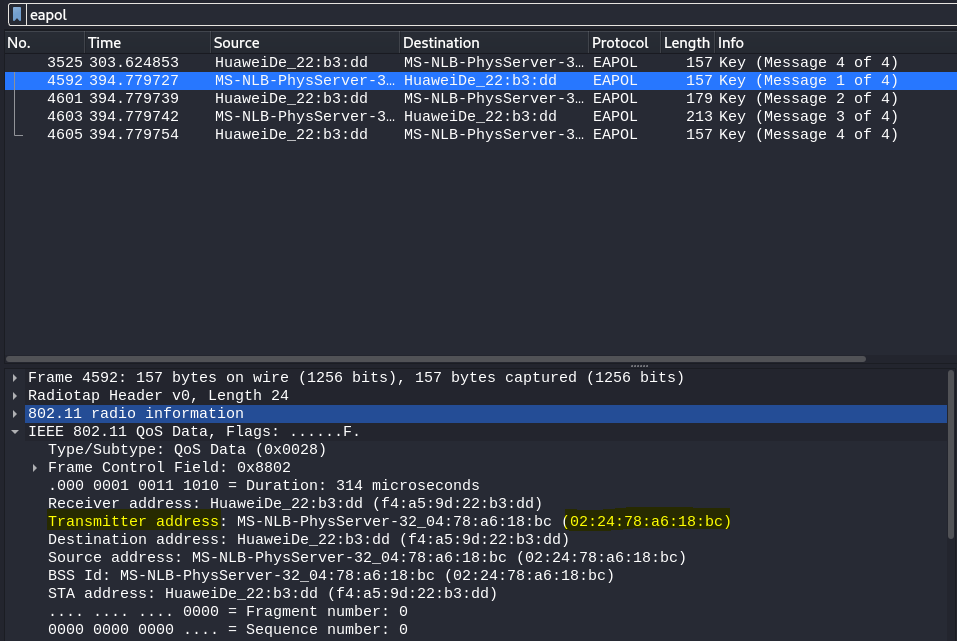 eapol
No. Time Source Destination Protocol Length Info
3525 303.624853 HuaweiDe_22:b3:dd MS-NLB-PhysServer-3… EAPOL 157 Key (Message 4 of 4)
4592 394.779727 MS-NLB-PhysServer-3… HuaweiDe_22:b3:dd EAPOL 157 Key (Message 1 of 4)
4601 394.779739 HuaweiDe_22:b3:dd MS-NLB-PhysServer-3… EAPOL 179 Key (Message 2 of 4)
4603 394.779742 MS-NLB-PhysServer-3… HuaweiDe_22:b3:dd EAPOL 213 Key (Message 3 of 4)
4605 394.779754 HuaweiDe_22:b3:dd MS-NLB-PhysServer-3… EAPOL 157 Key (Message 4 of 4)
Frame 4592: 157 bytes on wire (1256 bits), 157 bytes captured (1256 bits)
Radiotap Header v0, Length 24
802.11 radio information
IEEE 802.11 QoS Data, Flags: ......F.
Type/Subtype: QoS Data (0x0028)
Frame Control Field: 0x8802
.000 0001 0011 1010 = Duration: 314 microseconds
Receiver address: HuaweiDe_22:b3:dd (f4:a5:9d:22:b3:dd)
Transmitter address: MS-NLB-PhysServer-32_04:78:a6:18:bc (02:24:78:a6:18:bc)
Destination address: HuaweiDe_22:b3:dd (f4:a5:9d:22:b3:dd)
Source address: MS-NLB-PhysServer-32_04:78:a6:18:bc (02:24:78:a6:18:bc)
BSS Id: MS-NLB-PhysServer-32_04:78:a6:18:bc (02:24:78:a6:18:bc)
STA address: HuaweiDe_22:b3:dd (f4:a5:9d:22:b3:dd)
.... .... .... 0000 = Fragment number: 0
0000 0000 0000 .... = Sequence number: 0